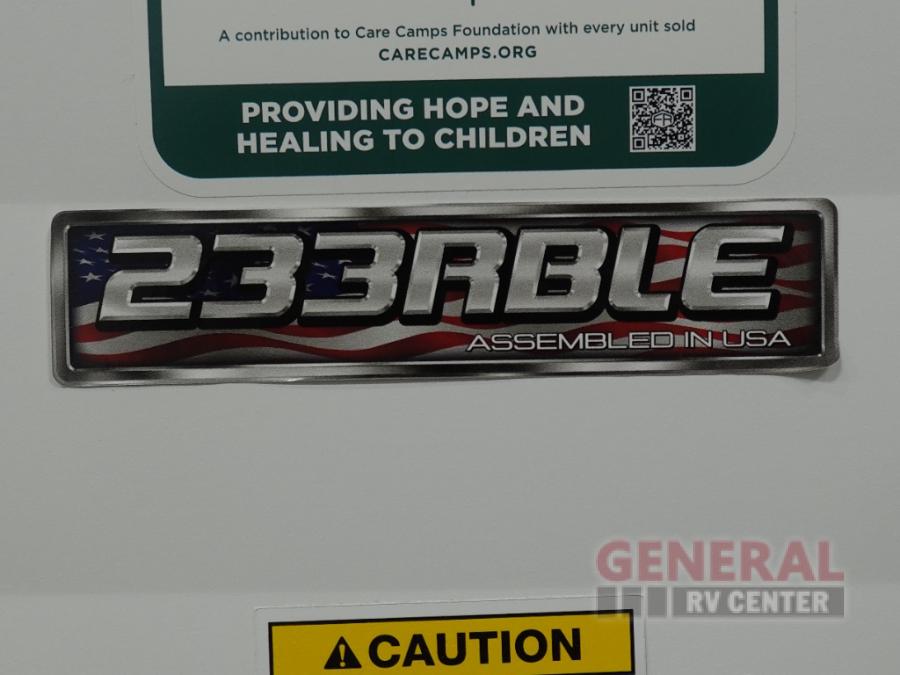 A contribution to Care Camps Foundation with every unit sold
CARECAMPS.ORG
PROVIDING HOPE AND
HEALING TO CHILDREN
233RBLE
ASSEMBLED IN USA
GENERAL
RV CENTER
CAUTION